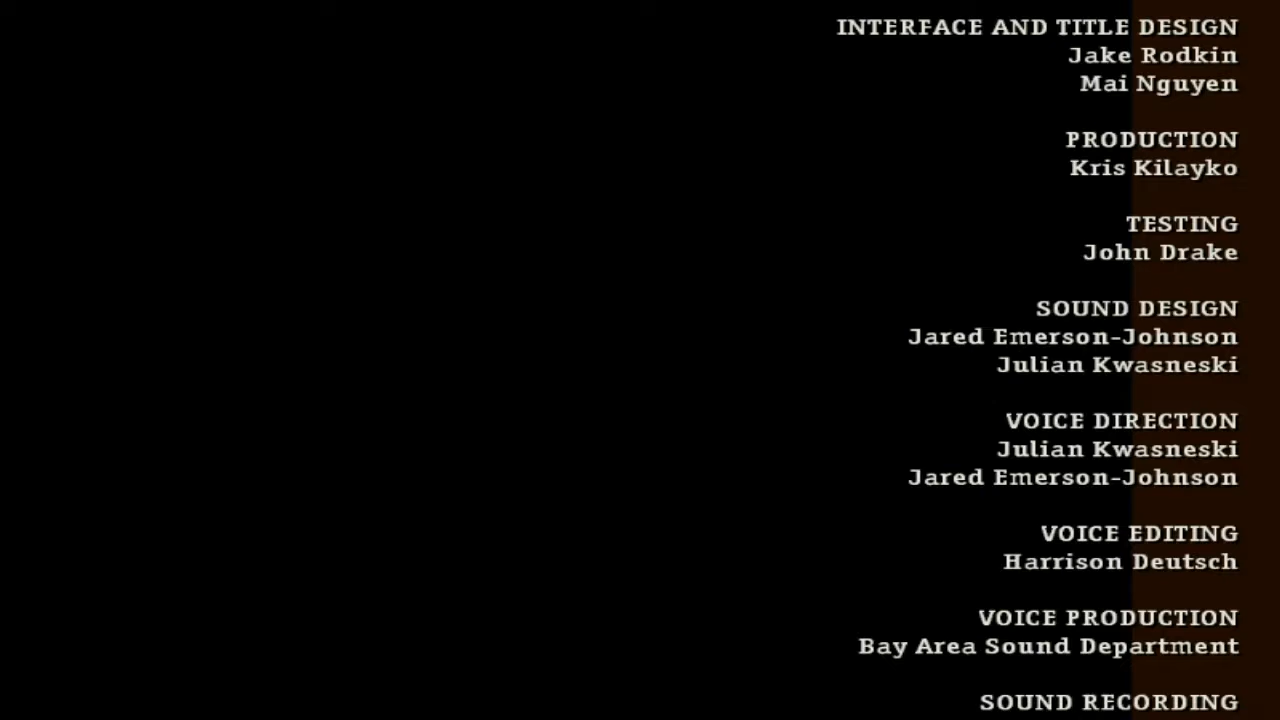 INTERFACE AND TITLE DESIGN
Jake Rodkin
Mai Nguyen
PRODUCTION
Kris Kilayko
TESTING
John Drake
SOUND DESIGN
Jared Emerson-Johnson
Julian Kwasneski
VOICE DIRECTION
Julian Kwasneski
Jared Emerson-Johnson
VOICE EDITING
Harrison Deutsch
VOICE PRODUCTION
Bay Area Sound Department
SOUND RECORDING